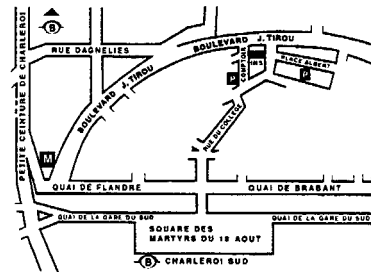 B
RUE DAGNELIES
BOULEVARD J. TIROU
COMPTOIR
INS
PLACE ALBERT
P
P
PETITE CEINTURE DE CHARLEROI
BOULEVARD J. TIROU
RUE DU COLLÈGE
M
QUAI DE FLANDRE
QUAI DE BRABANT
QUAI DE LA GARE DU SUD
QUAI DE LA GARE DU SUD
SQUARE DES
MARTYRS DU 18 AOUT
B CHARLEROI SUD